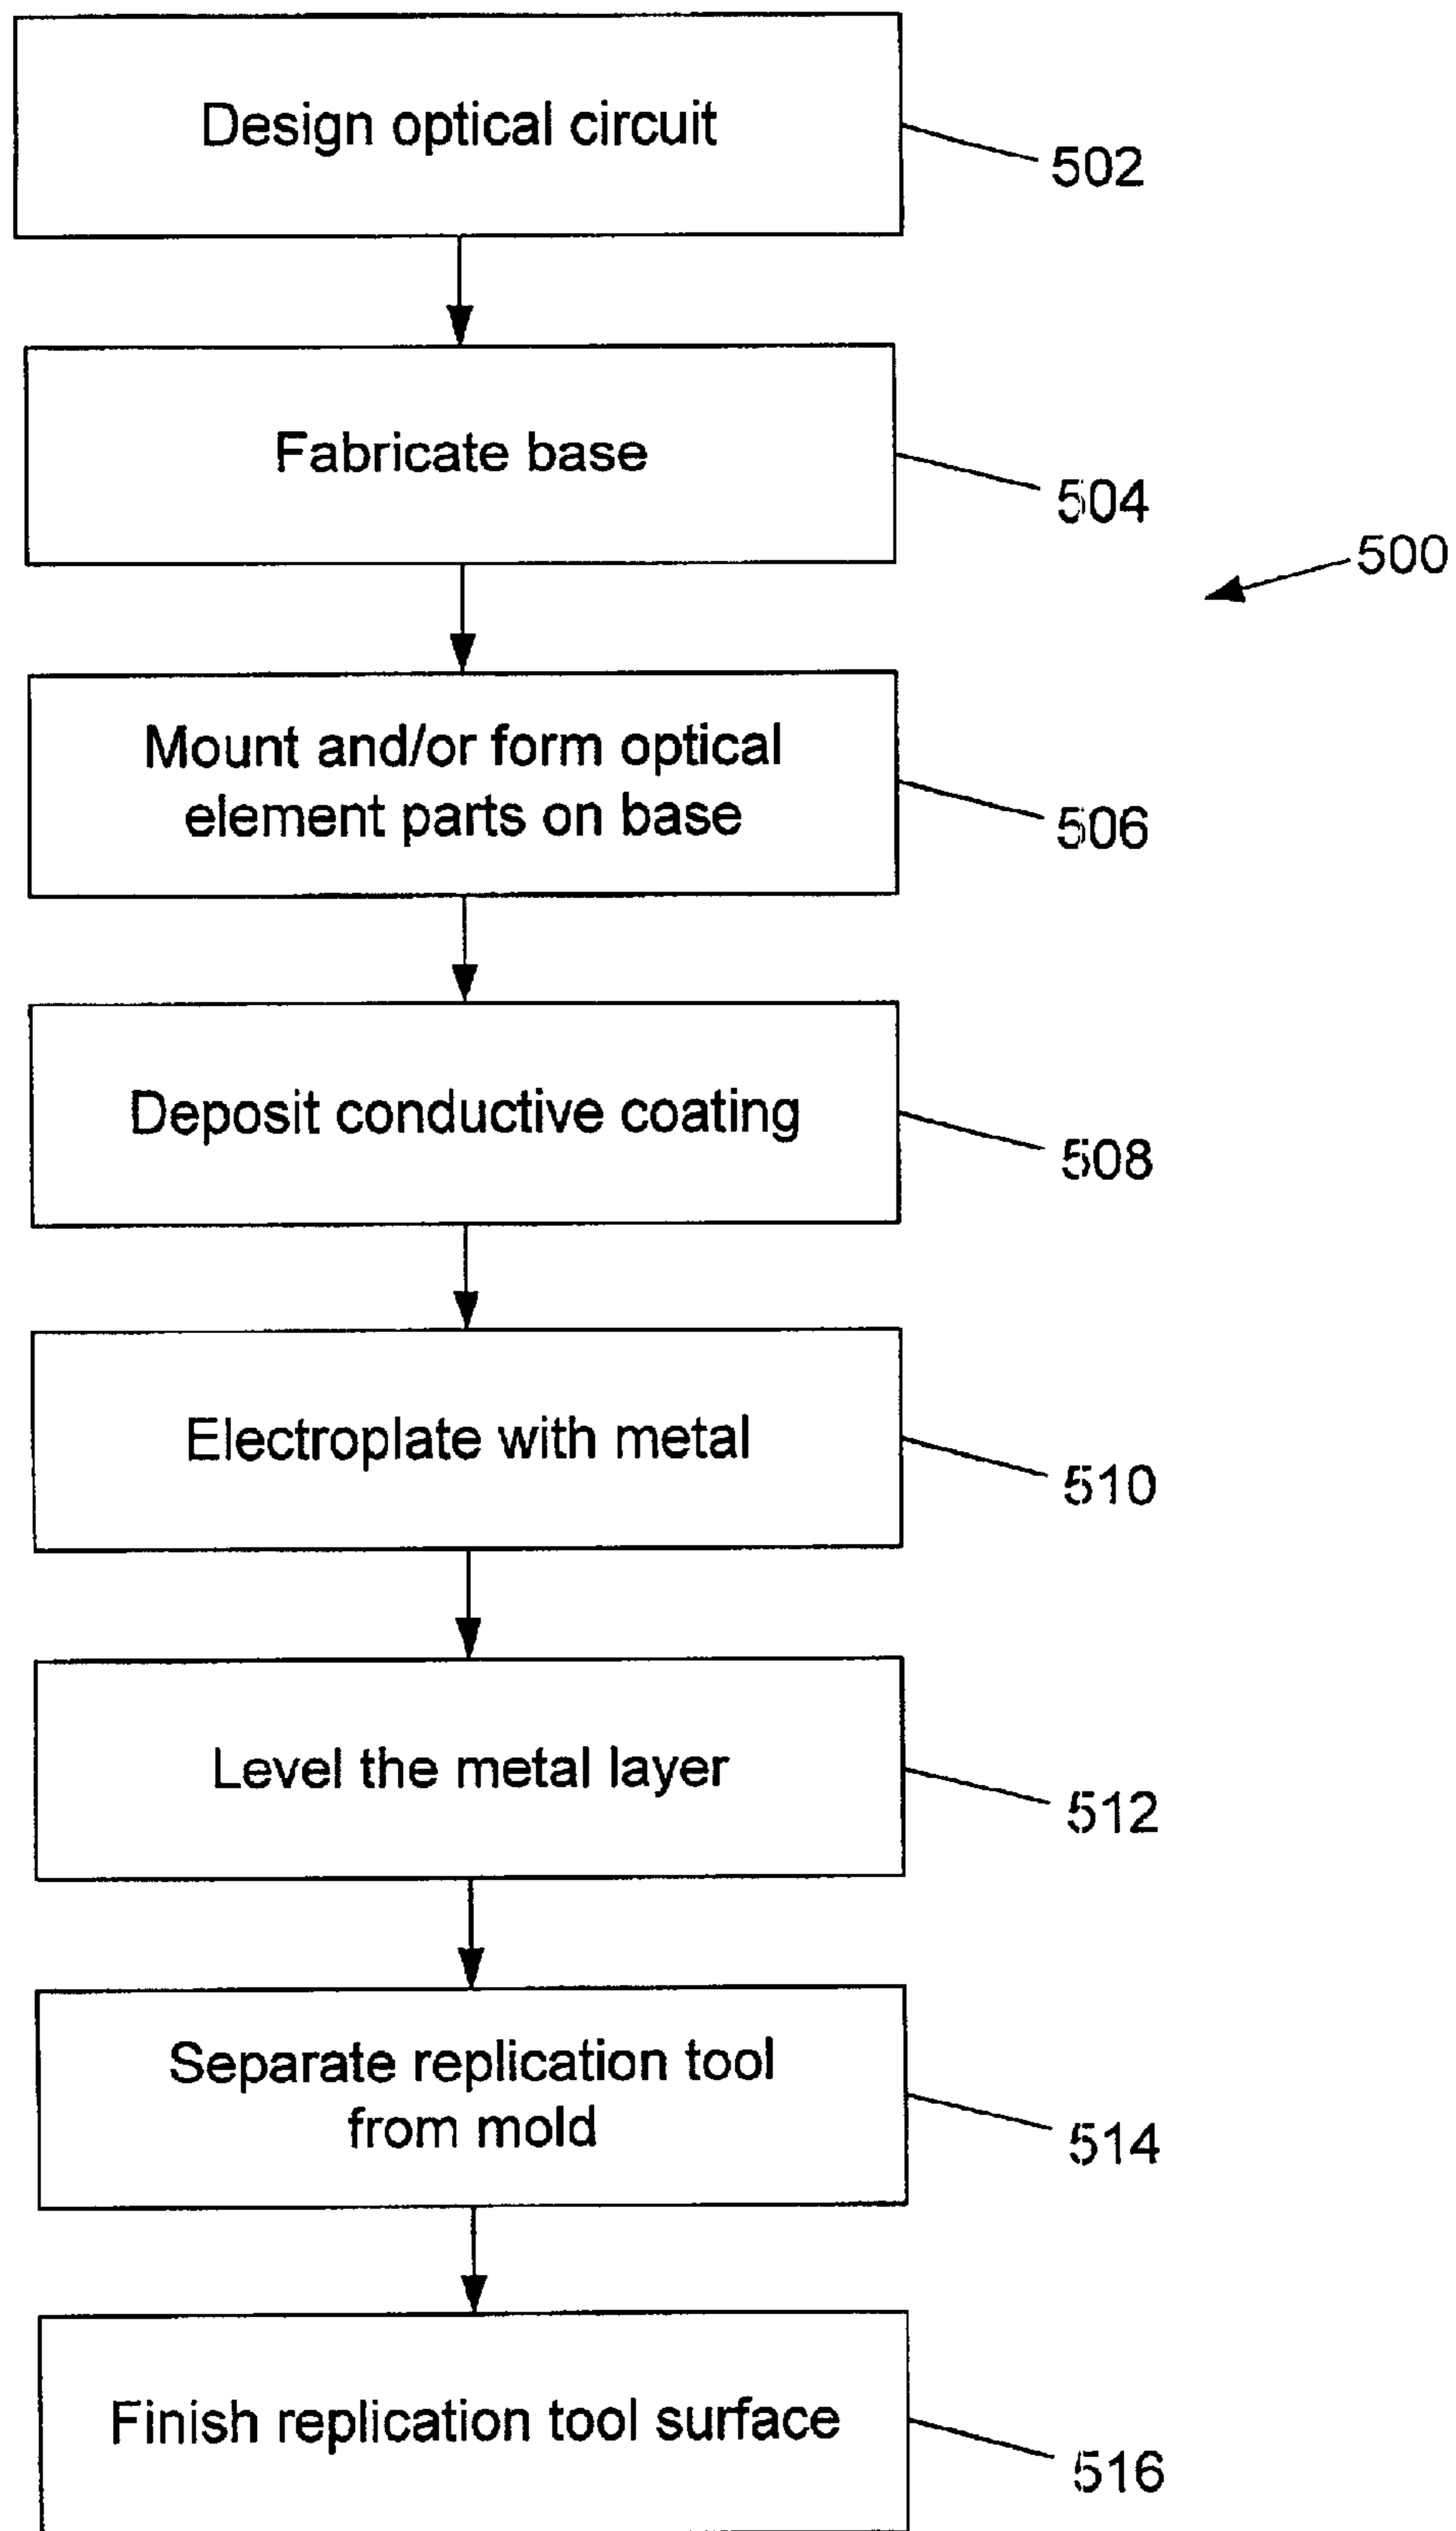 Design optical circuit
502
Fabricate base
504
500
Mount and/or form optical
element parts on base
506
Deposit conductive coating
508
Electroplate with metal
510
Level the metal layer
512
Separate replication tool
from mold
514
Finish replication tool surface
516